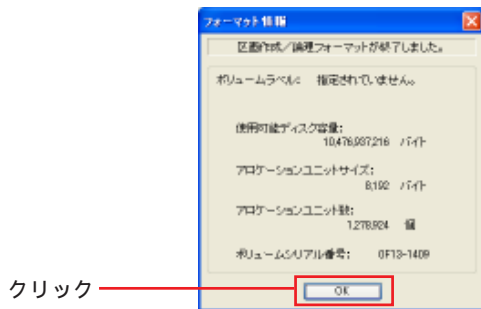 フォーマット情報
区画作成/論理フォーマットが終了しました。
ボリュームラベル: 指定されていません。
使用可能ディスク容量:
10,476,937,216 バイト
アロケーションユニットサイズ:
8,192 バイト
アロケーションユニット数:
1,278,924 個
ボリュームシリアル番号: 0F13-1409
クリック
OK